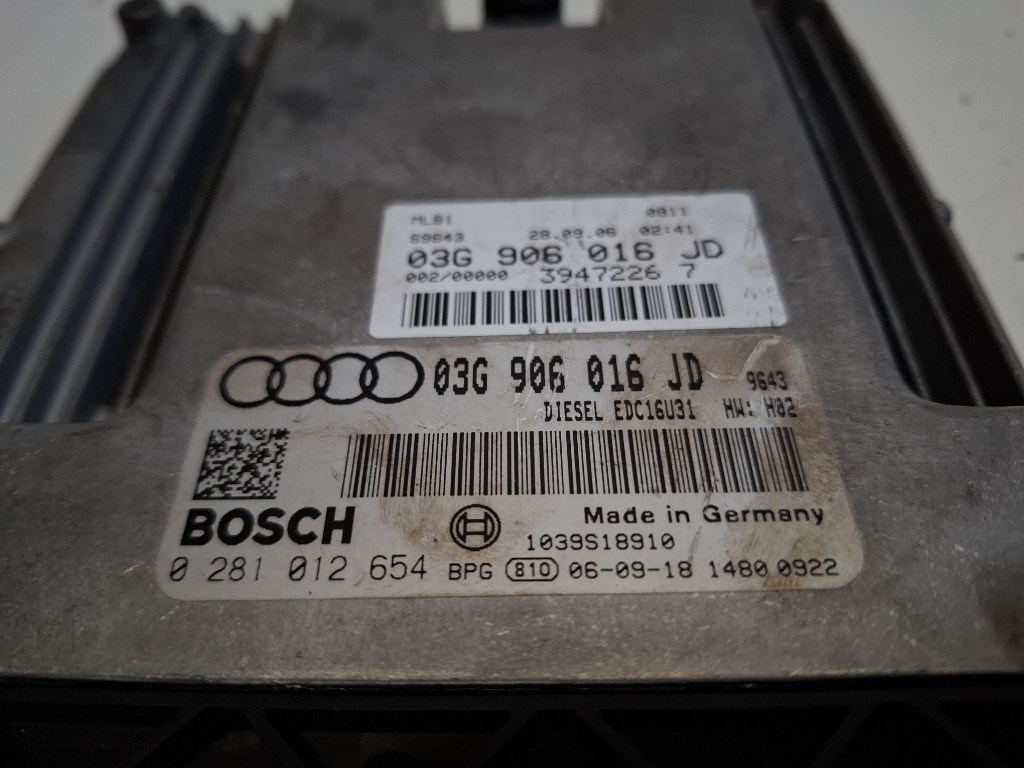 MLB1 0811
S9643 28.09.06 02:41
03G 906 016 JD
002/00000 3947226 7
03G 906 016 JD 9643
DIESEL EDC16U31 HW: H02
BOSCH Made in Germany
1039S18910
0 281 012 654 BPG 810 06-09-18 1480 0922